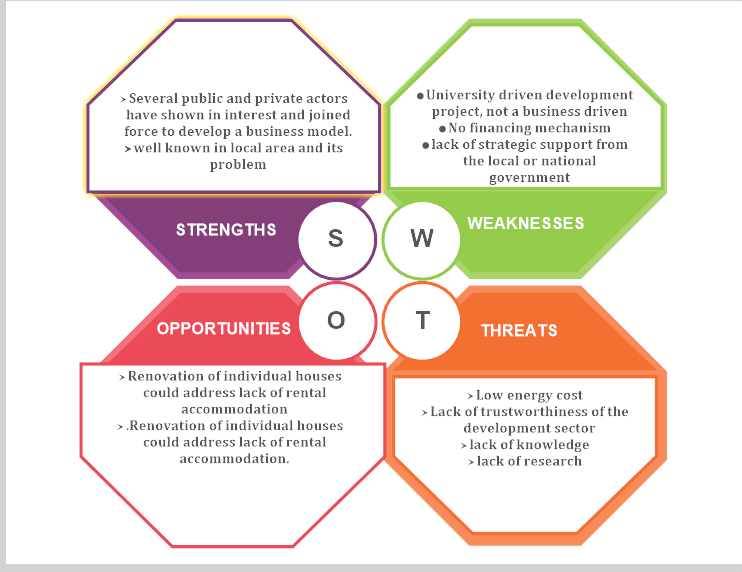 ➢ Several public and private actors
have shown in interest and joined
force to develop a business model.
➢ well known in local area and its
problem
● University driven development
project, not a business driven
● No financing mechanism
● lack of strategic support from
the local or national
government
STRENGTHS
S
W
WEAKNESSES
OPPORTUNITIES
O
T
THREATS
➢ Renovation of individual houses
could address lack of rental
accommodation
➢ .Renovation of individual houses
could address lack of rental
accommodation.
➢ Low energy cost
➢ Lack of trustworthiness of the
development sector
➢ lack of knowledge
➢ lack of research